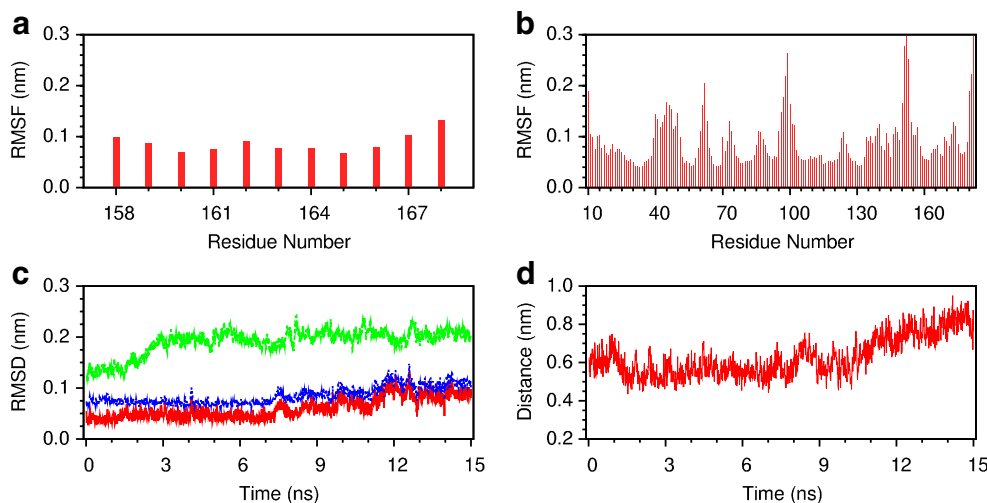 a
0.3
0.2
0.1
0.0
RMSF (nm)
158 161 164 167
Residue Number
b
0.3
0.2
0.1
0.0
RMSF (nm)
10 40 70 100 130 160
Residue Number
c
0.3
0.2
0.1
0.0
RMSD (nm)
0 3 6 9 12 15
Time (ns)
d
1.0
0.8
0.6
0.4
0.2
Distance (nm)
0 3 6 9 12 15
Time (ns)